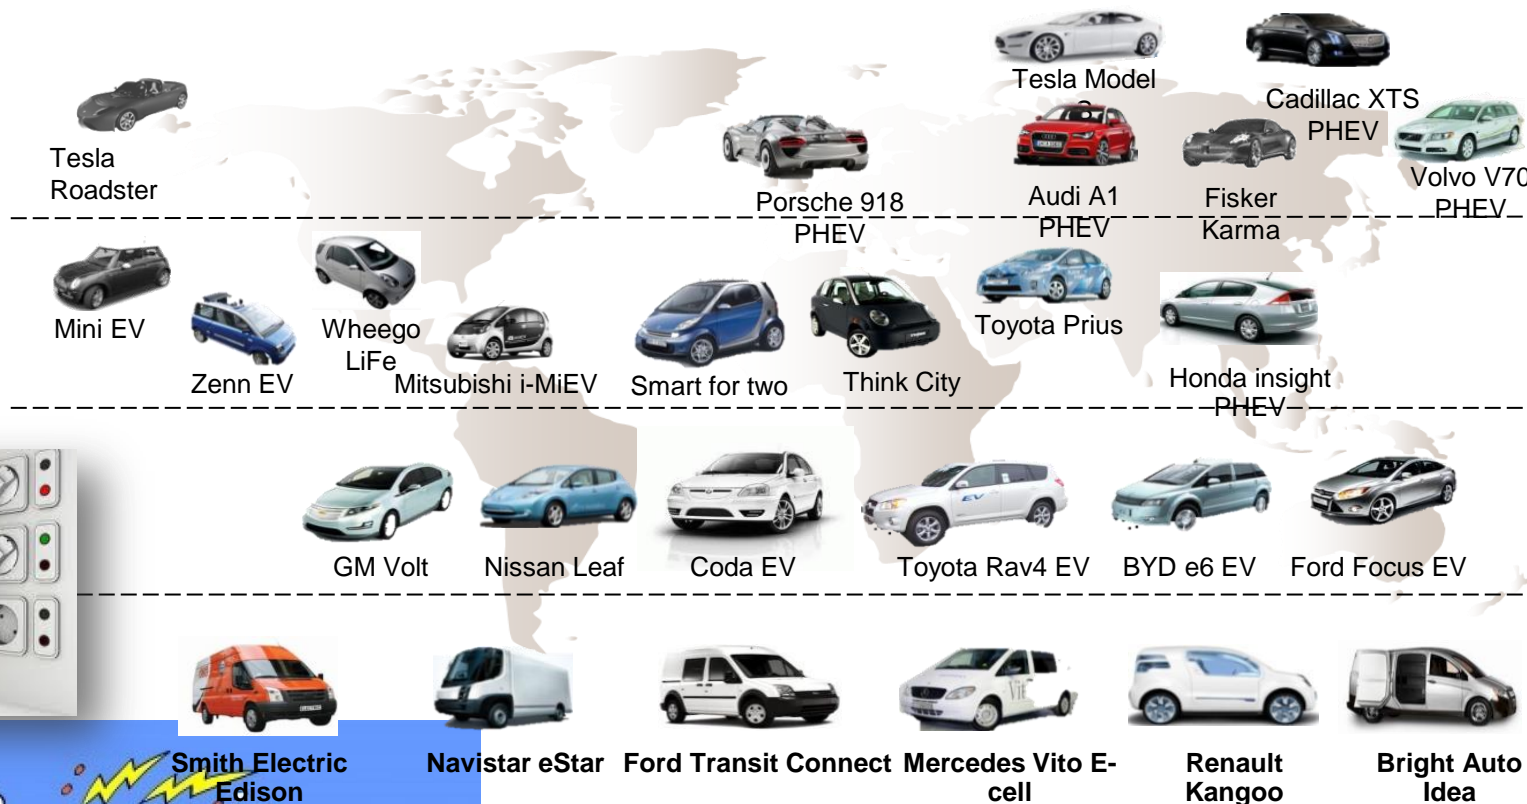 Tesla Model
Cadillac XTS
PHEV
Tesla
Roadster
Porsche 918
PHEV
Audi A1
PHEV
Fisker
Karma
Volvo V70
PHEV
Mini EV
Zenn EV
Wheego
LiFe
Mitsubishi i-MiEV
Smart for two
Think City
Toyota Prius
Honda insight
PHEV
GM Volt
Nissan Leaf
Coda EV
EV
Toyota Rav4 EV
BYD e6 EV
Ford Focus EV
Smith Electric
Edison
Navistar eStar
Ford Transit Connect
Mercedes Vito E-
cell
Renault
Kangoo
Bright Auto
Idea